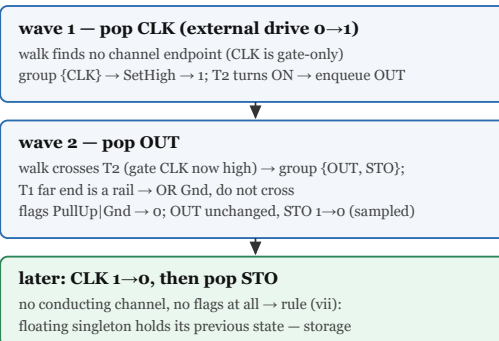 wave 1 — pop CLK (external drive 0→1)
walk finds no channel endpoint (CLK is gate-only)
group {CLK} → SetHigh → 1; T2 turns ON → enqueue OUT
wave 2 — pop OUT
walk crosses T2 (gate CLK now high) → group {OUT, STO};
T1 far end is a rail → OR Gnd, do not cross
flags PullUp|Gnd → 0; OUT unchanged, STO 1→0 (sampled)
later: CLK 1→0, then pop STO
no conducting channel, no flags at all → rule (vii):
floating singleton holds its previous state — storage